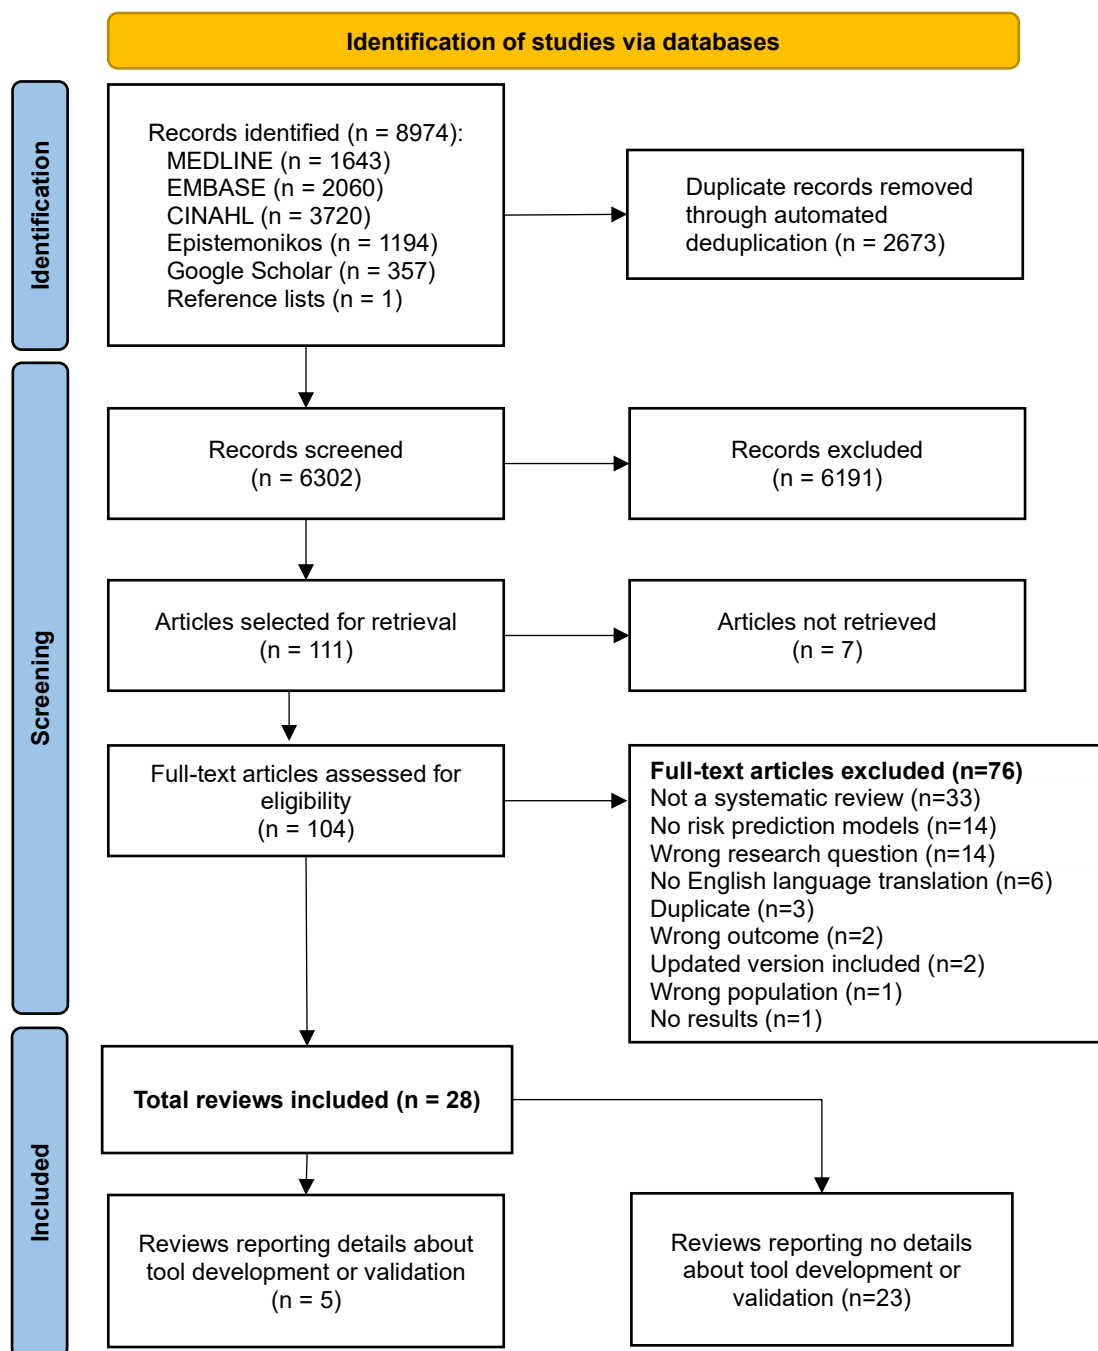 Identification of studies via databases
Identification
Records identified (n = 8974):
MEDLINE (n = 1643)
EMBASE (n = 2060)
CINAHL (n = 3720)
Epistemonikos (n = 1194)
Google Scholar (n = 357)
Reference lists (n = 1)
Duplicate records removed
through automated
deduplication (n = 2673)
Screening
Records screened
(n = 6302)
Records excluded
(n = 6191)
Articles selected for retrieval
(n = 111)
Articles not retrieved
(n = 7)
Full-text articles assessed for
eligibility
(n = 104)
Full-text articles excluded (n=76)
Not a systematic review (n=33)
No risk prediction models (n=14)
Wrong research question (n=14)
No English language translation (n=6)
Duplicate (n=3)
Wrong outcome (n=2)
Updated version included (n=2)
Wrong population (n=1)
No results (n=1)
Included
Total reviews included (n = 28)
Reviews reporting details about
tool development or validation
(n = 5)
Reviews reporting no details
about tool development or
validation (n=23)